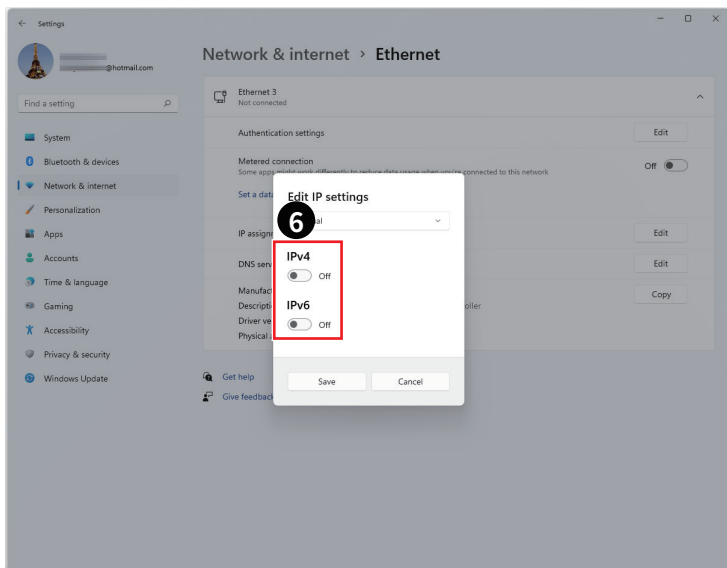 Settings
@hotmail.com
Find a setting
System
Bluetooth & devices
Network & internet
Personalization
Apps
Accounts
Time & language
Gaming
Accessibility
Privacy & security
Windows Update
Network & internet > Ethernet
Ethernet 3
Not connected
Authentication settings
Edit
Metered connection
Some apps might work differently to reduce data usage when you're connected to this network
Off
Set a data
IP assignm
Edit
DNS serv
Edit
Manufact
Copy
Descripti
oller
Driver ve
Physical a
Get help
Give feedback
Edit IP settings
6
al
IPv4
Off
IPv6
Off
Save
Cancel